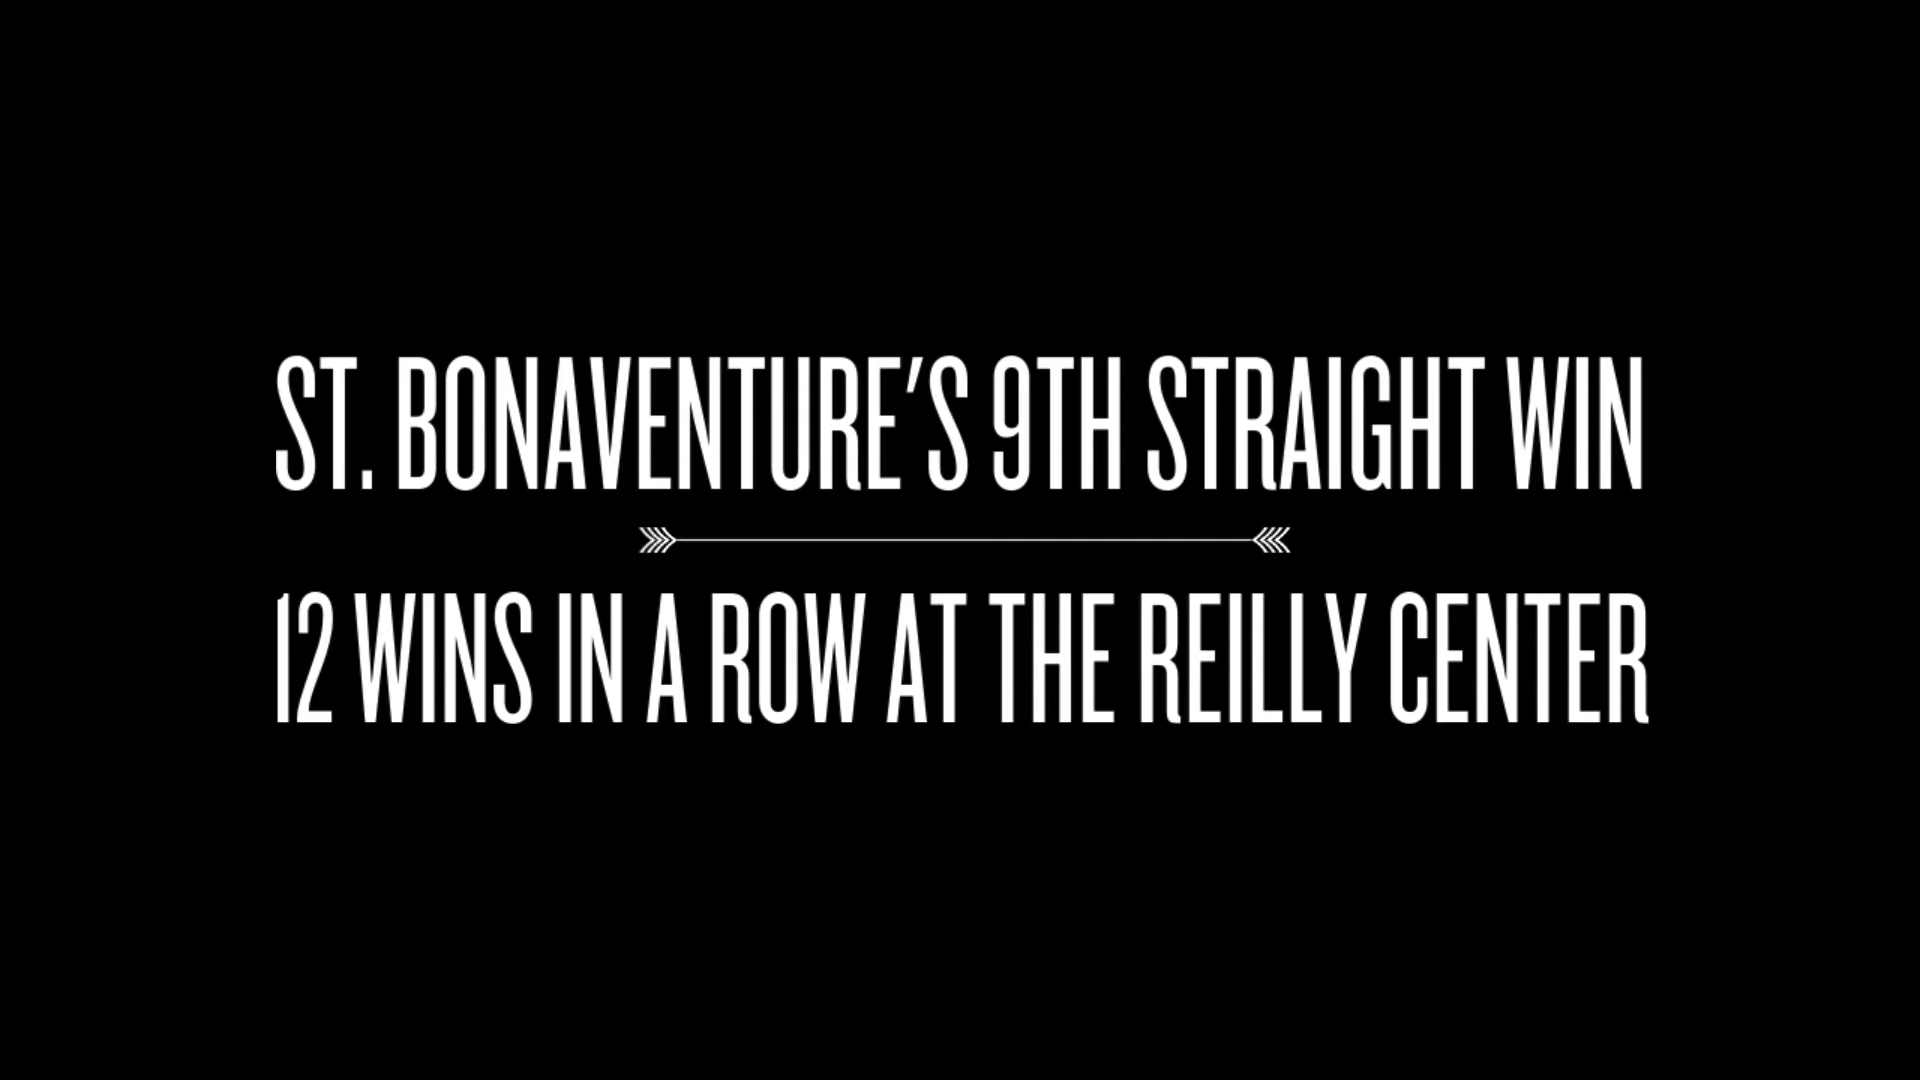 ST. BONAVENTURE'S 9TH STRAIGHT WIN
12 WINS IN A ROW AT THE REILLY CENTER